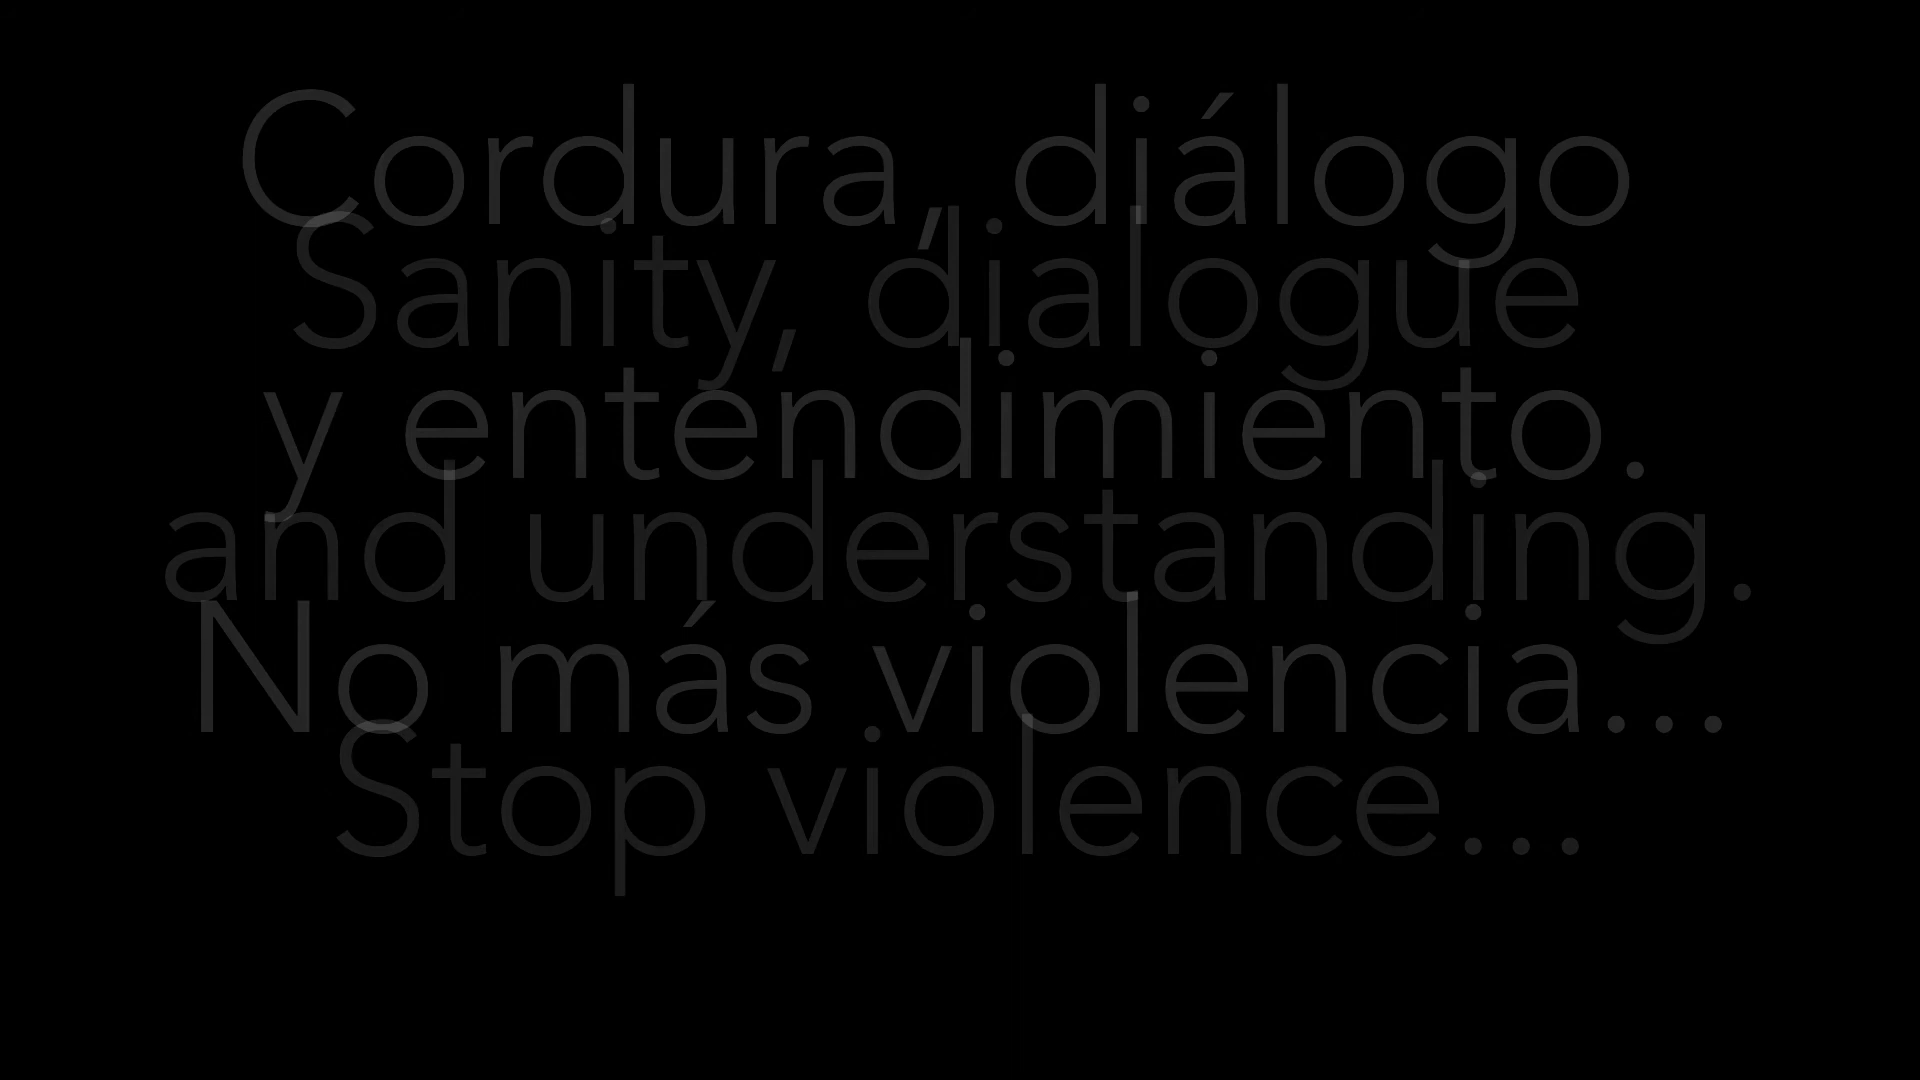 Cordura, diálogo
Sanity, dialogue
y entendimiento.
and understanding.
No más violencia...
Stop violence...